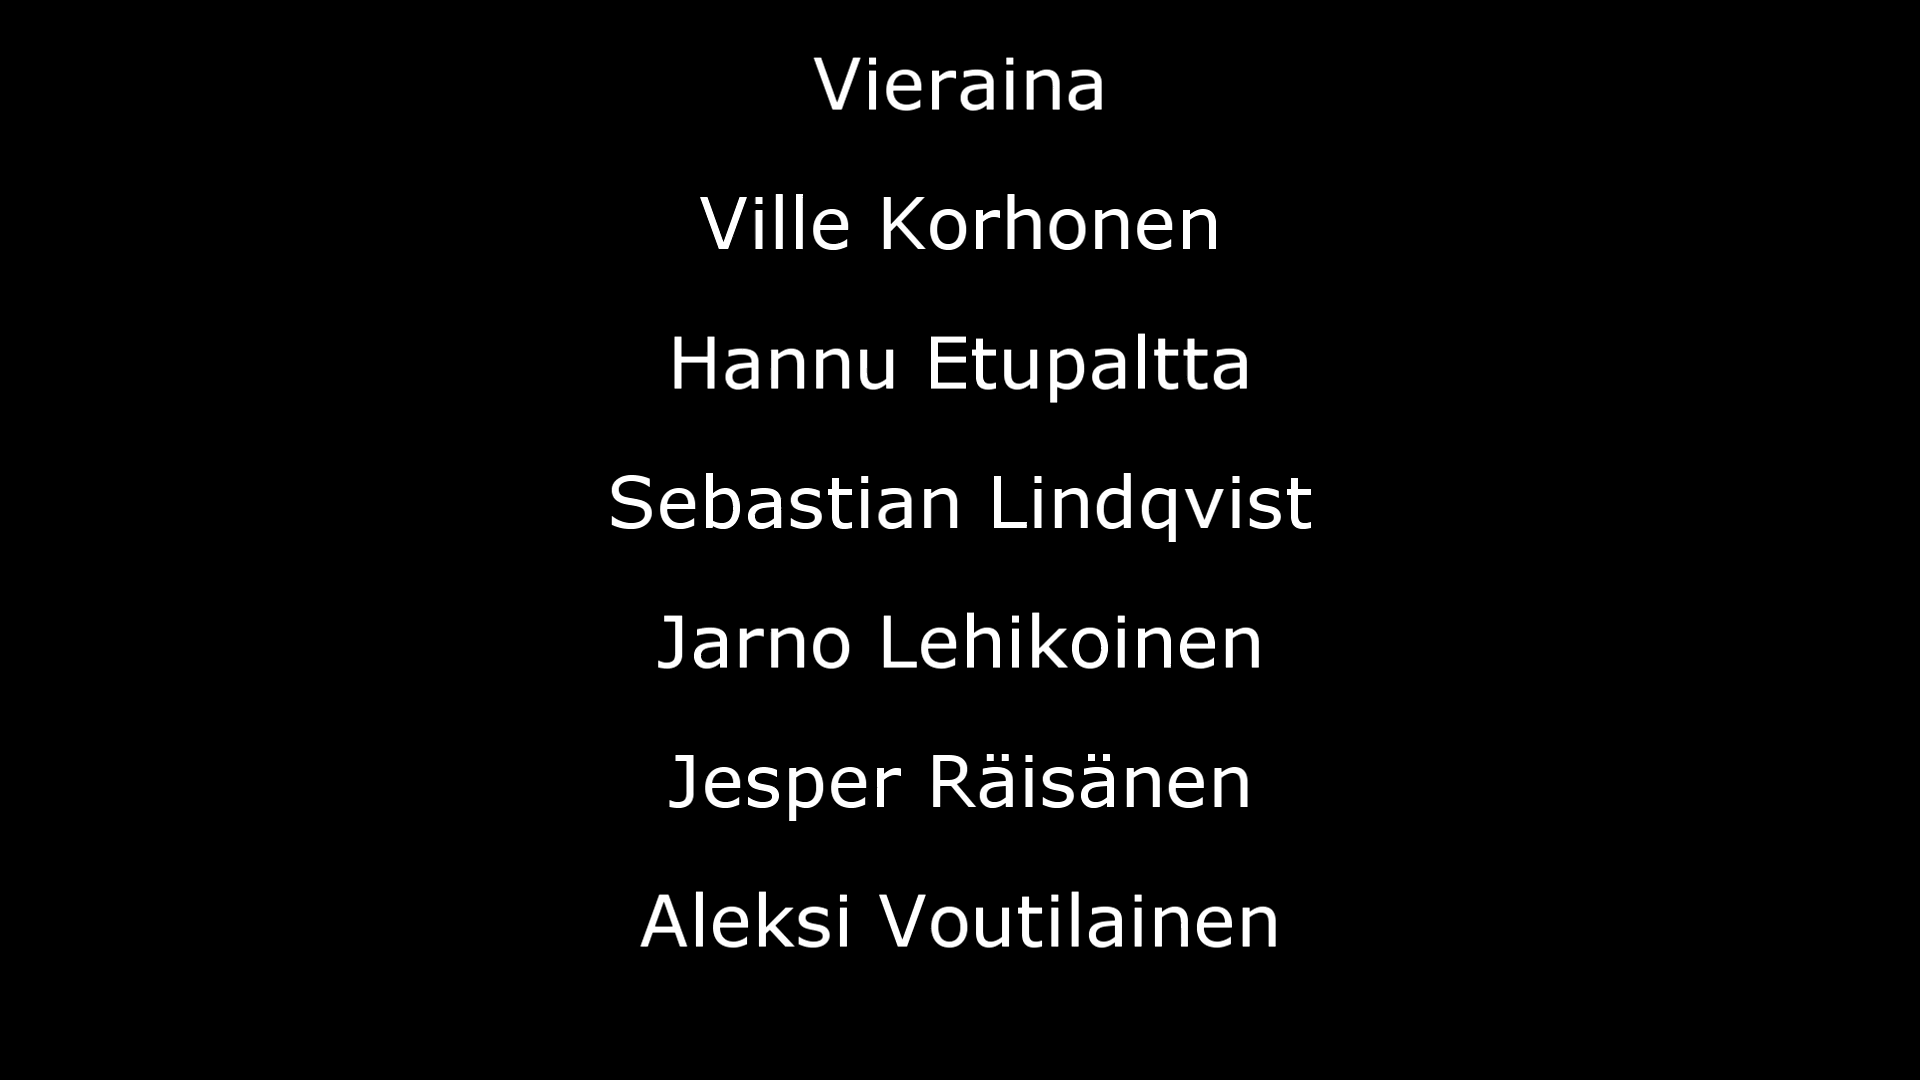 Vieraina
Ville Korhonen
Hannu Etupaltta
Sebastian Lindqvist
Jarno Lehikoinen
Jesper Räisänen
Aleksi Voutilainen